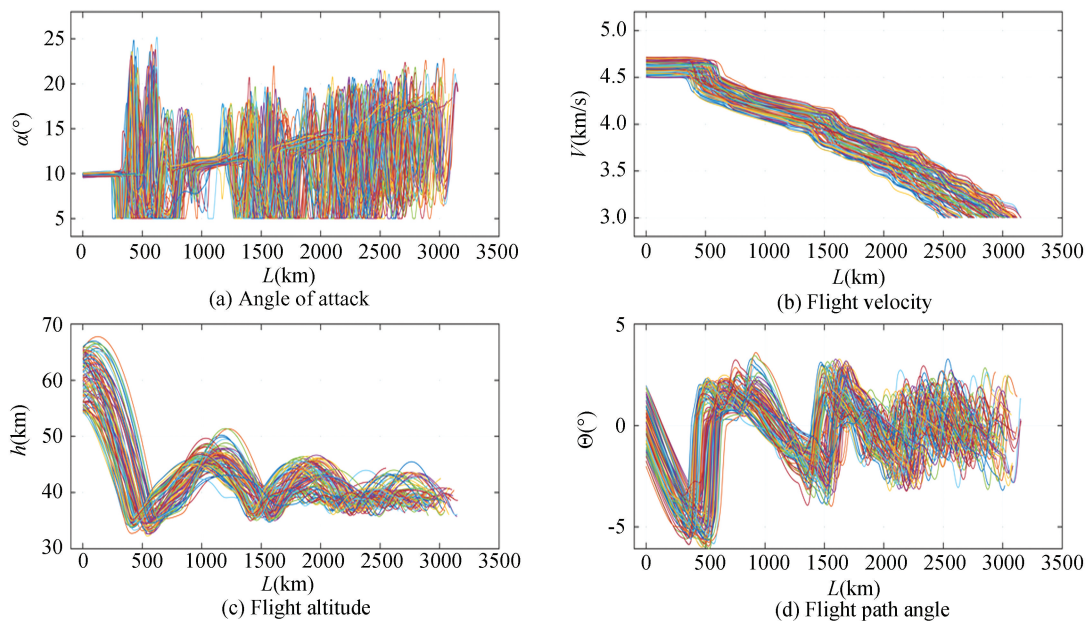 α(°)
25
20
15
10
5
0 500 1000 1500 2000 2500 3000 3500
L(km)
(a) Angle of attack
V(km/s)
5.0
4.5
4.0
3.5
3.0
0 500 1000 1500 2000 2500 3000 3500
L(km)
(b) Flight velocity
h(km)
70
60
50
40
30
0 500 1000 1500 2000 2500 3000 3500
L(km)
(c) Flight altitude
Θ(°)
5
0
-5
0 500 1000 1500 2000 2500 3000 3500
L(km)
(d) Flight path angle